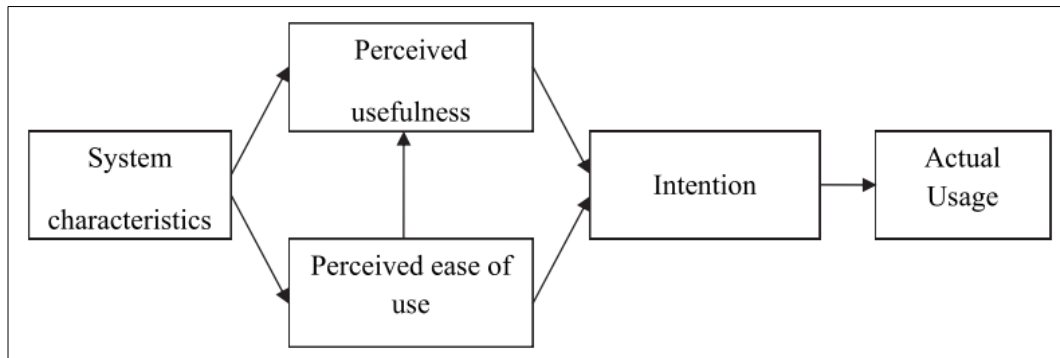 Perceived
usefulness
System
characteristics
Perceived ease of
use
Intention
Actual
Usage